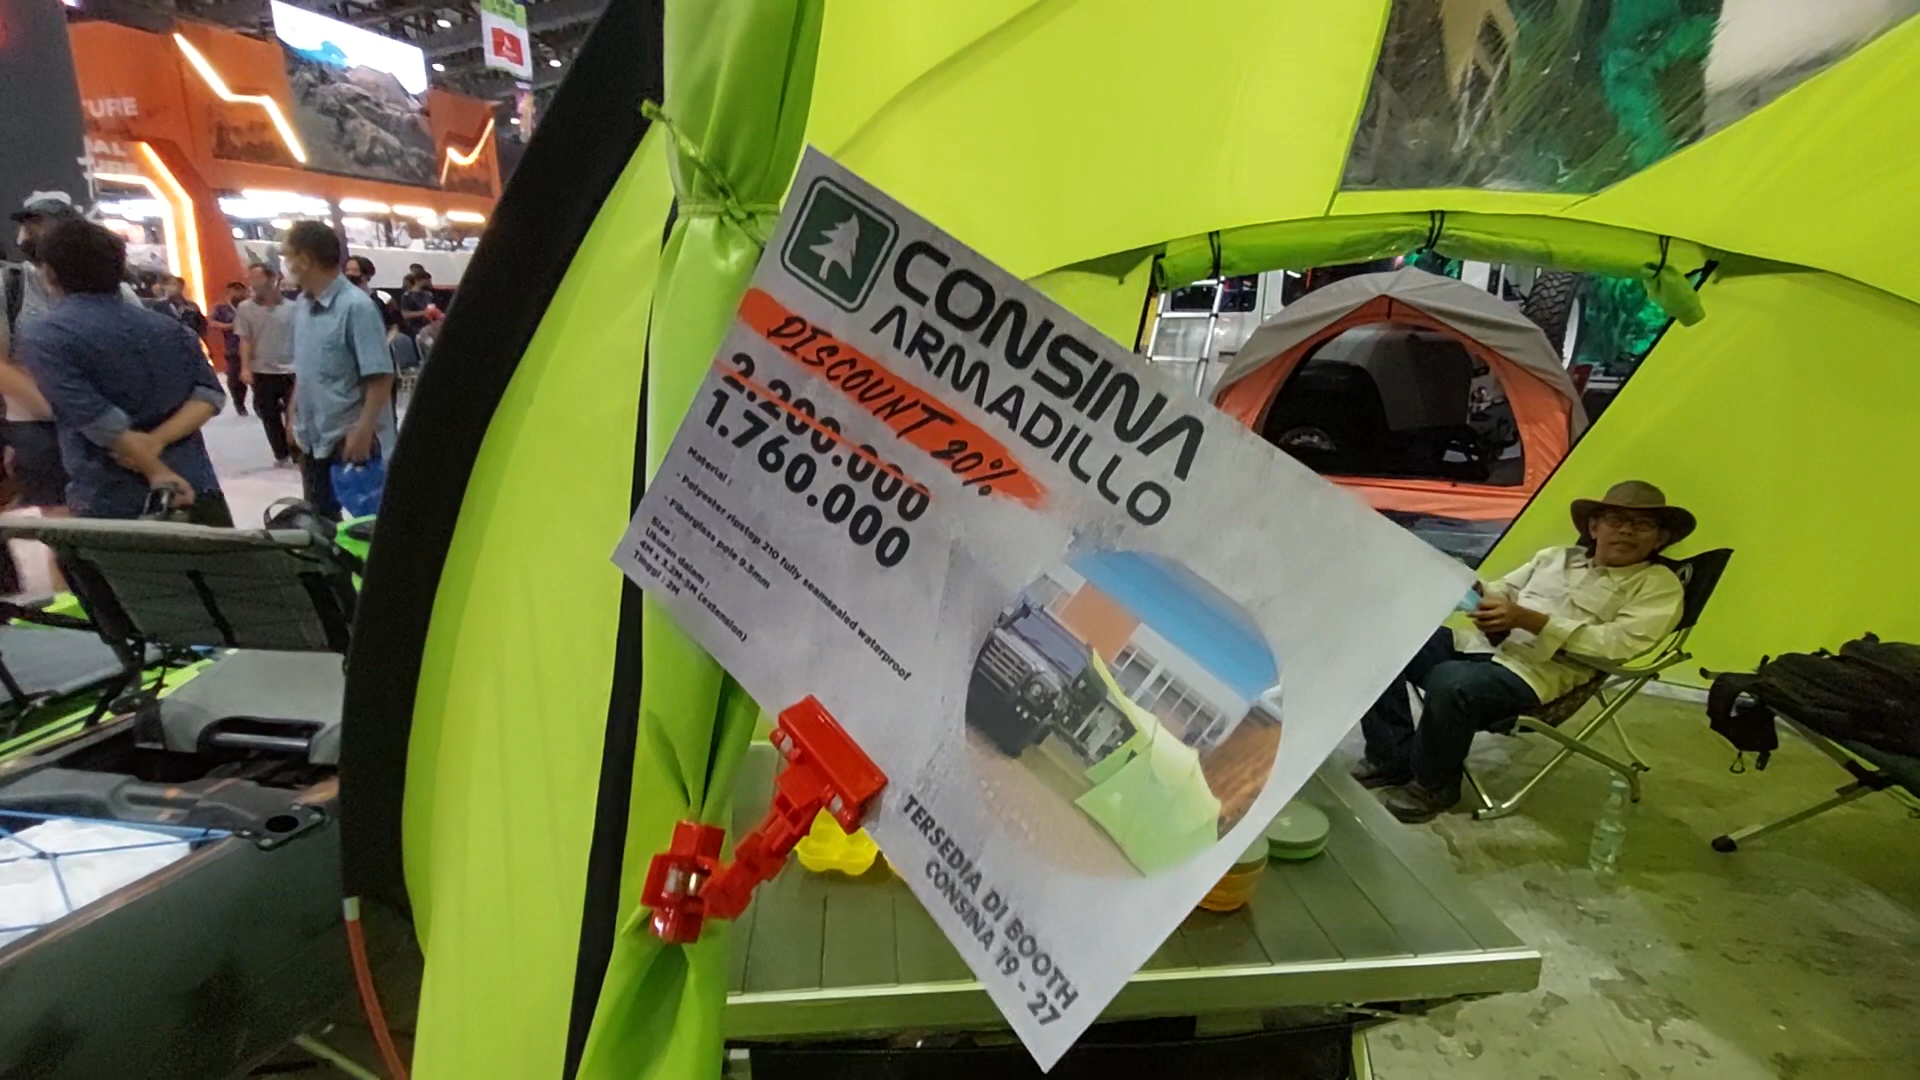 CONSINA
ARMADILLO
DISCOUNT 20%
2.200.000
1.760.000
Material :
- Polyester ripstop 210 fully seamsealed waterproof
- Fiberglass pole 9.5mm
Size :
Ukuran dalam :
4M x 3.2M-5M (extension)
Tinggi : 2M
TERSEDIA DI BOOTH
CONSINA 19 - 27